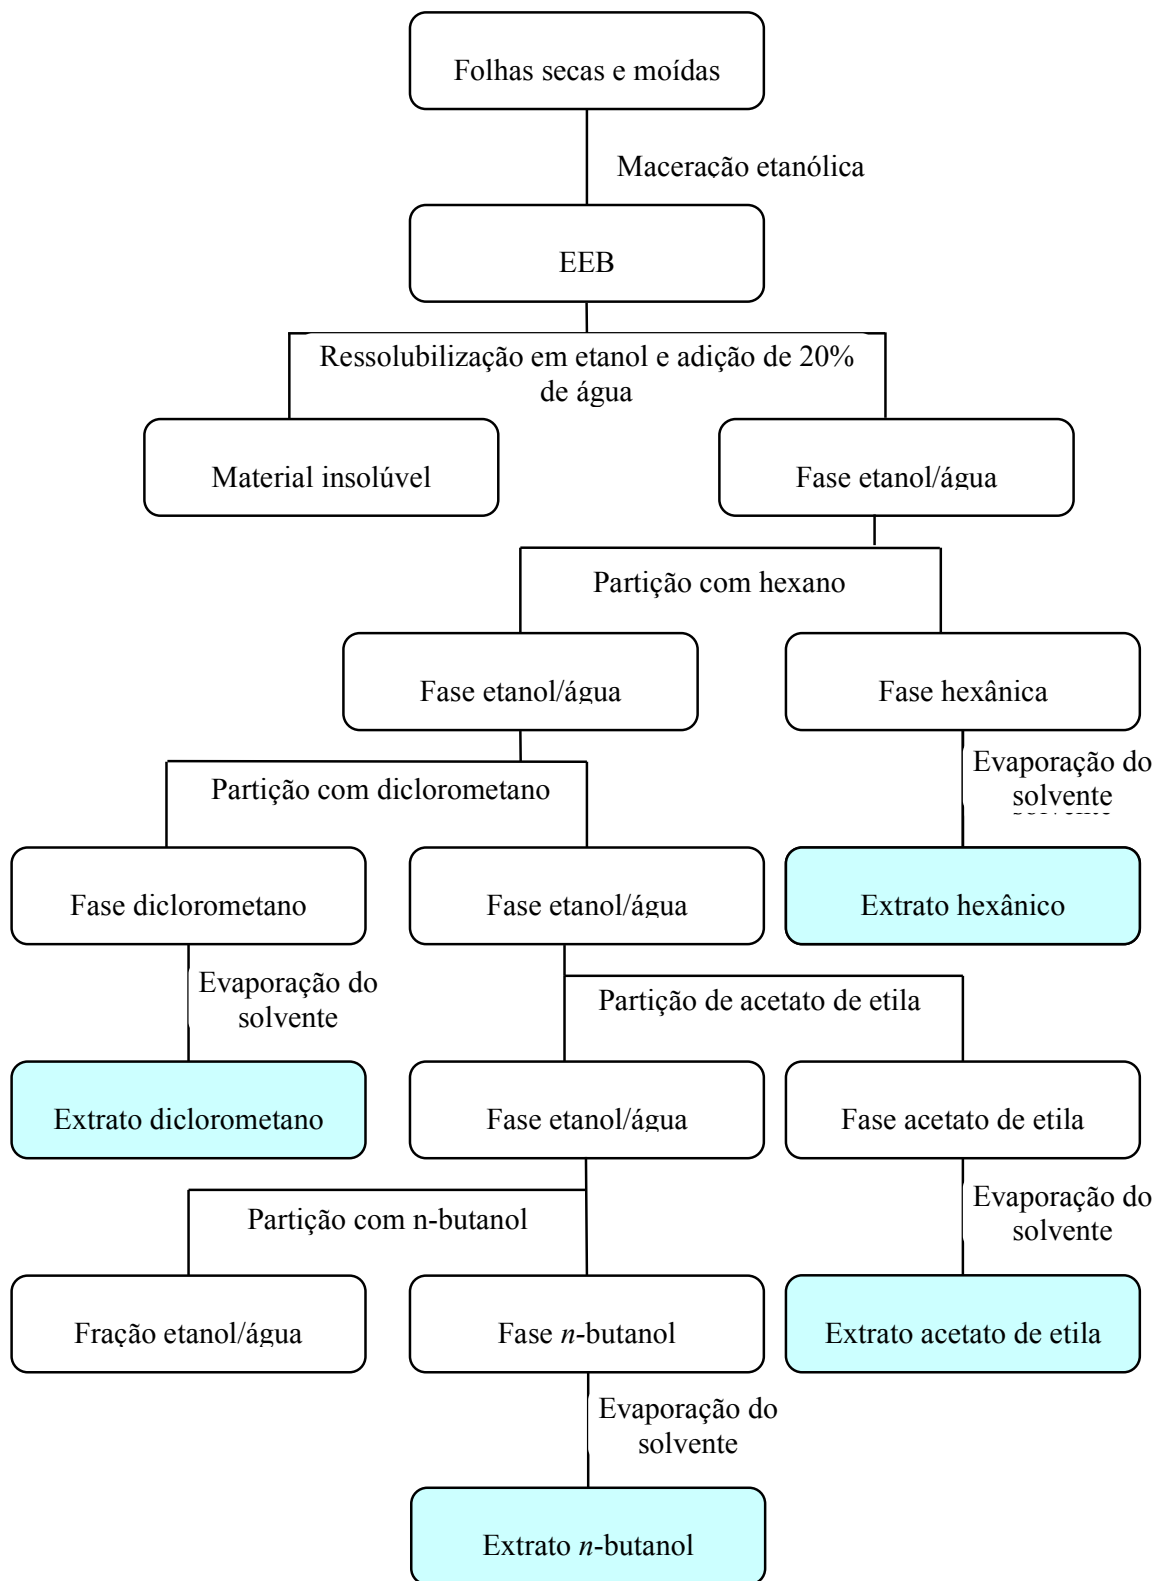 Folhas secas e moídas
Maceração etanólica
EEB
Ressolubilização em etanol e adição de 20%
de água
Material insolúvel
Fase etanol/água
Partição com hexano
Fase etanol/água
Fase hexânica
Partição com diclorometano
Evaporação do
solvente
Fase diclorometano
Fase etanol/água
Extrato hexânico
Evaporação do
solvente
Partição de acetato de etila
Extrato diclorometano
Fase etanol/água
Fase acetato de etila
Partição com n-butanol
Evaporação do
solvente
Fração etanol/água
Fase n-butanol
Extrato acetato de etila
Evaporação do
solvente
Extrato n-butanol